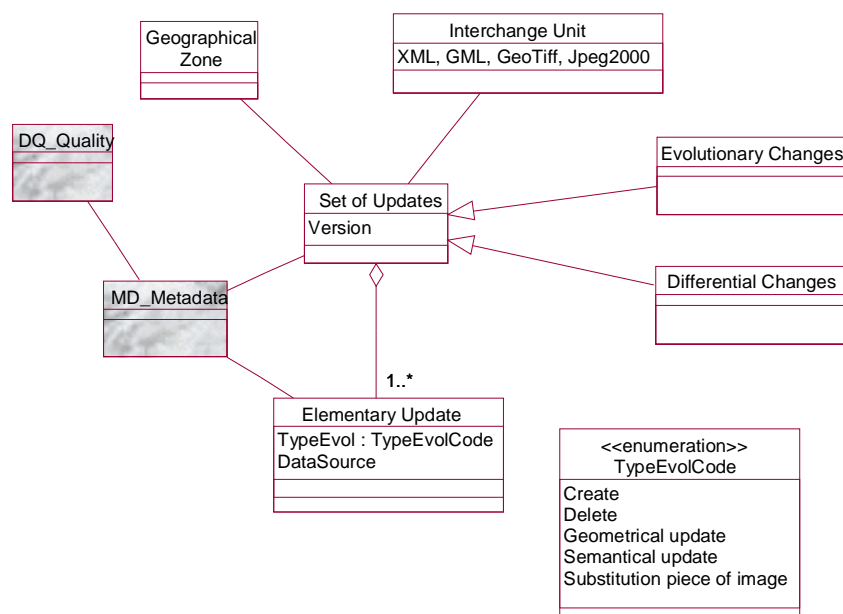 Geographical
Zone
Interchange Unit
XML, GML, GeoTiff, Jpeg2000
DQ_Quality
Evolutionary Changes
Set of Updates
Version
MD_Metadata
Differential Changes
1..*
Elementary Update
TypeEvol : TypeEvolCode
DataSource
<<enumeration>>
TypeEvolCode
Create
Delete
Geometrical update
Semantical update
Substitution piece of image